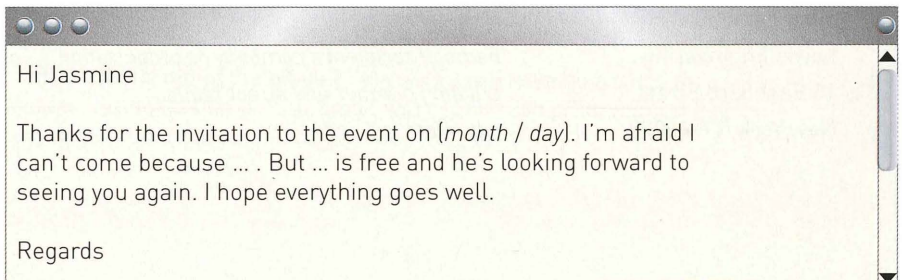 Hi Jasmine
Thanks for the invitation to the event on (month / day). I'm afraid I
can't come because ... . But ... is free and he's looking forward to
seeing you again. I hope everything goes well.
Regards